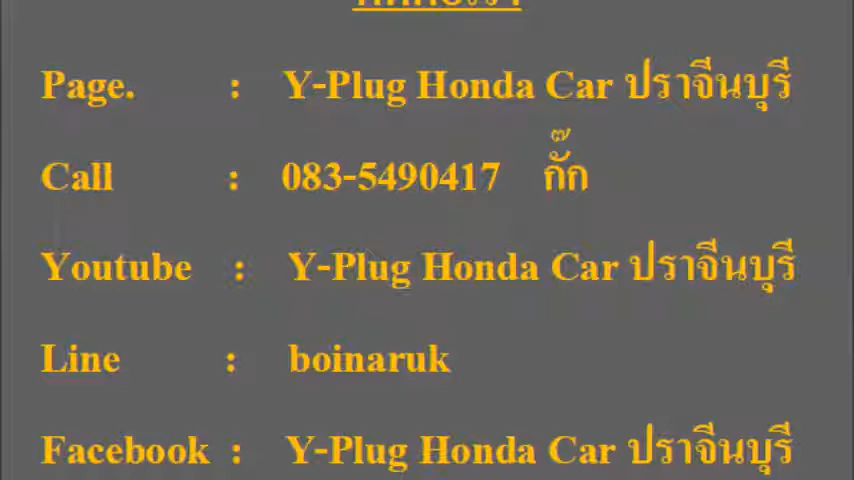 Page. : Y-Plug Honda Car ปราจีนบุรี
Call : 083-5490417 กั๊ก
Youtube : Y-Plug Honda Car ปราจีนบุรี
Line : boinaruk
Facebook : Y-Plug Honda Car ปราจีนบุรี